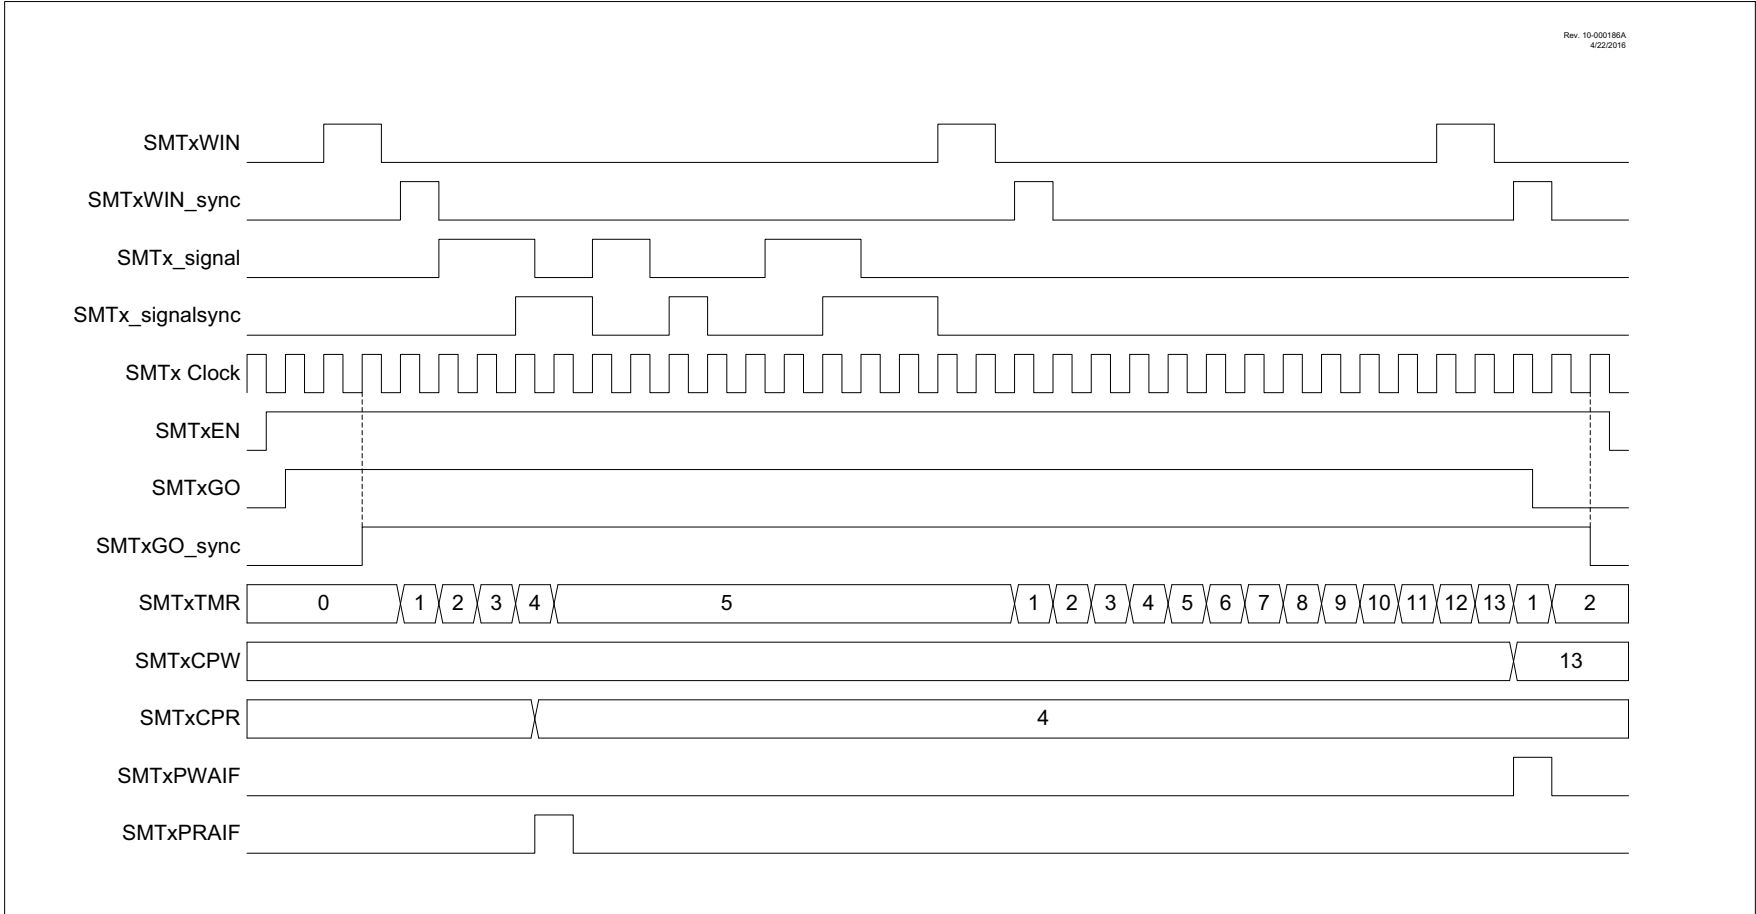 Rev. 10-000186A
4/22/2016
SMTxWIN
SMTxWIN_sync
SMTx_signal
SMTx_signalsync
SMTx Clock
SMTxEN
SMTxGO
SMTxGO_sync
SMTxTMR 0 1 2 3 4 5 1 2 3 4 5 6 7 8 9 10 11 12 13 1 2
SMTxCPW 13
SMTxCPR 4
SMTxPWAIF
SMTxPRAIF